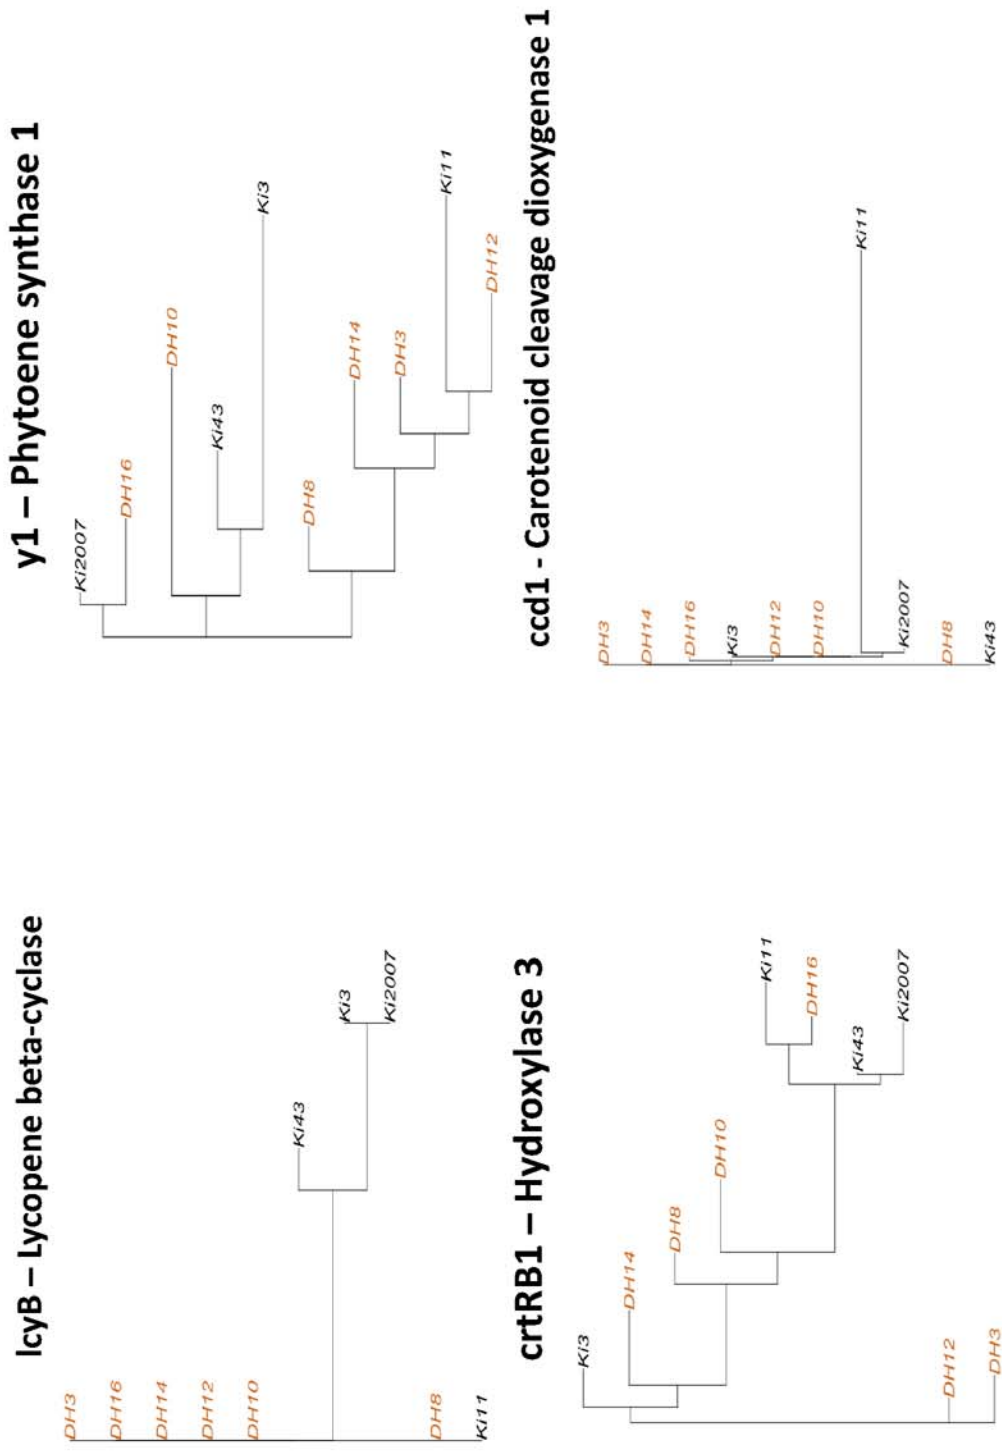 lcyB – Lycopene beta-cyclase
DH3
DH16
DH14
DH12
DH10
Ki43
Ki3
Ki2007
DH8
Ki11
y1 – Phytoene synthase 1
Ki2007
DH16
DH10
Ki43
Ki3
DH8
DH14
DH3
Ki11
DH12
crtRB1 – Hydroxylase 3
Ki3
DH14
DH8
DH10
Ki11
DH16
Ki43
Ki2007
DH12
DH3
ccd1 - Carotenoid cleavage dioxygenase 1
DH3
DH14
DH16
Ki3
DH12
DH10
Ki11
Ki2007
DH8
Ki43